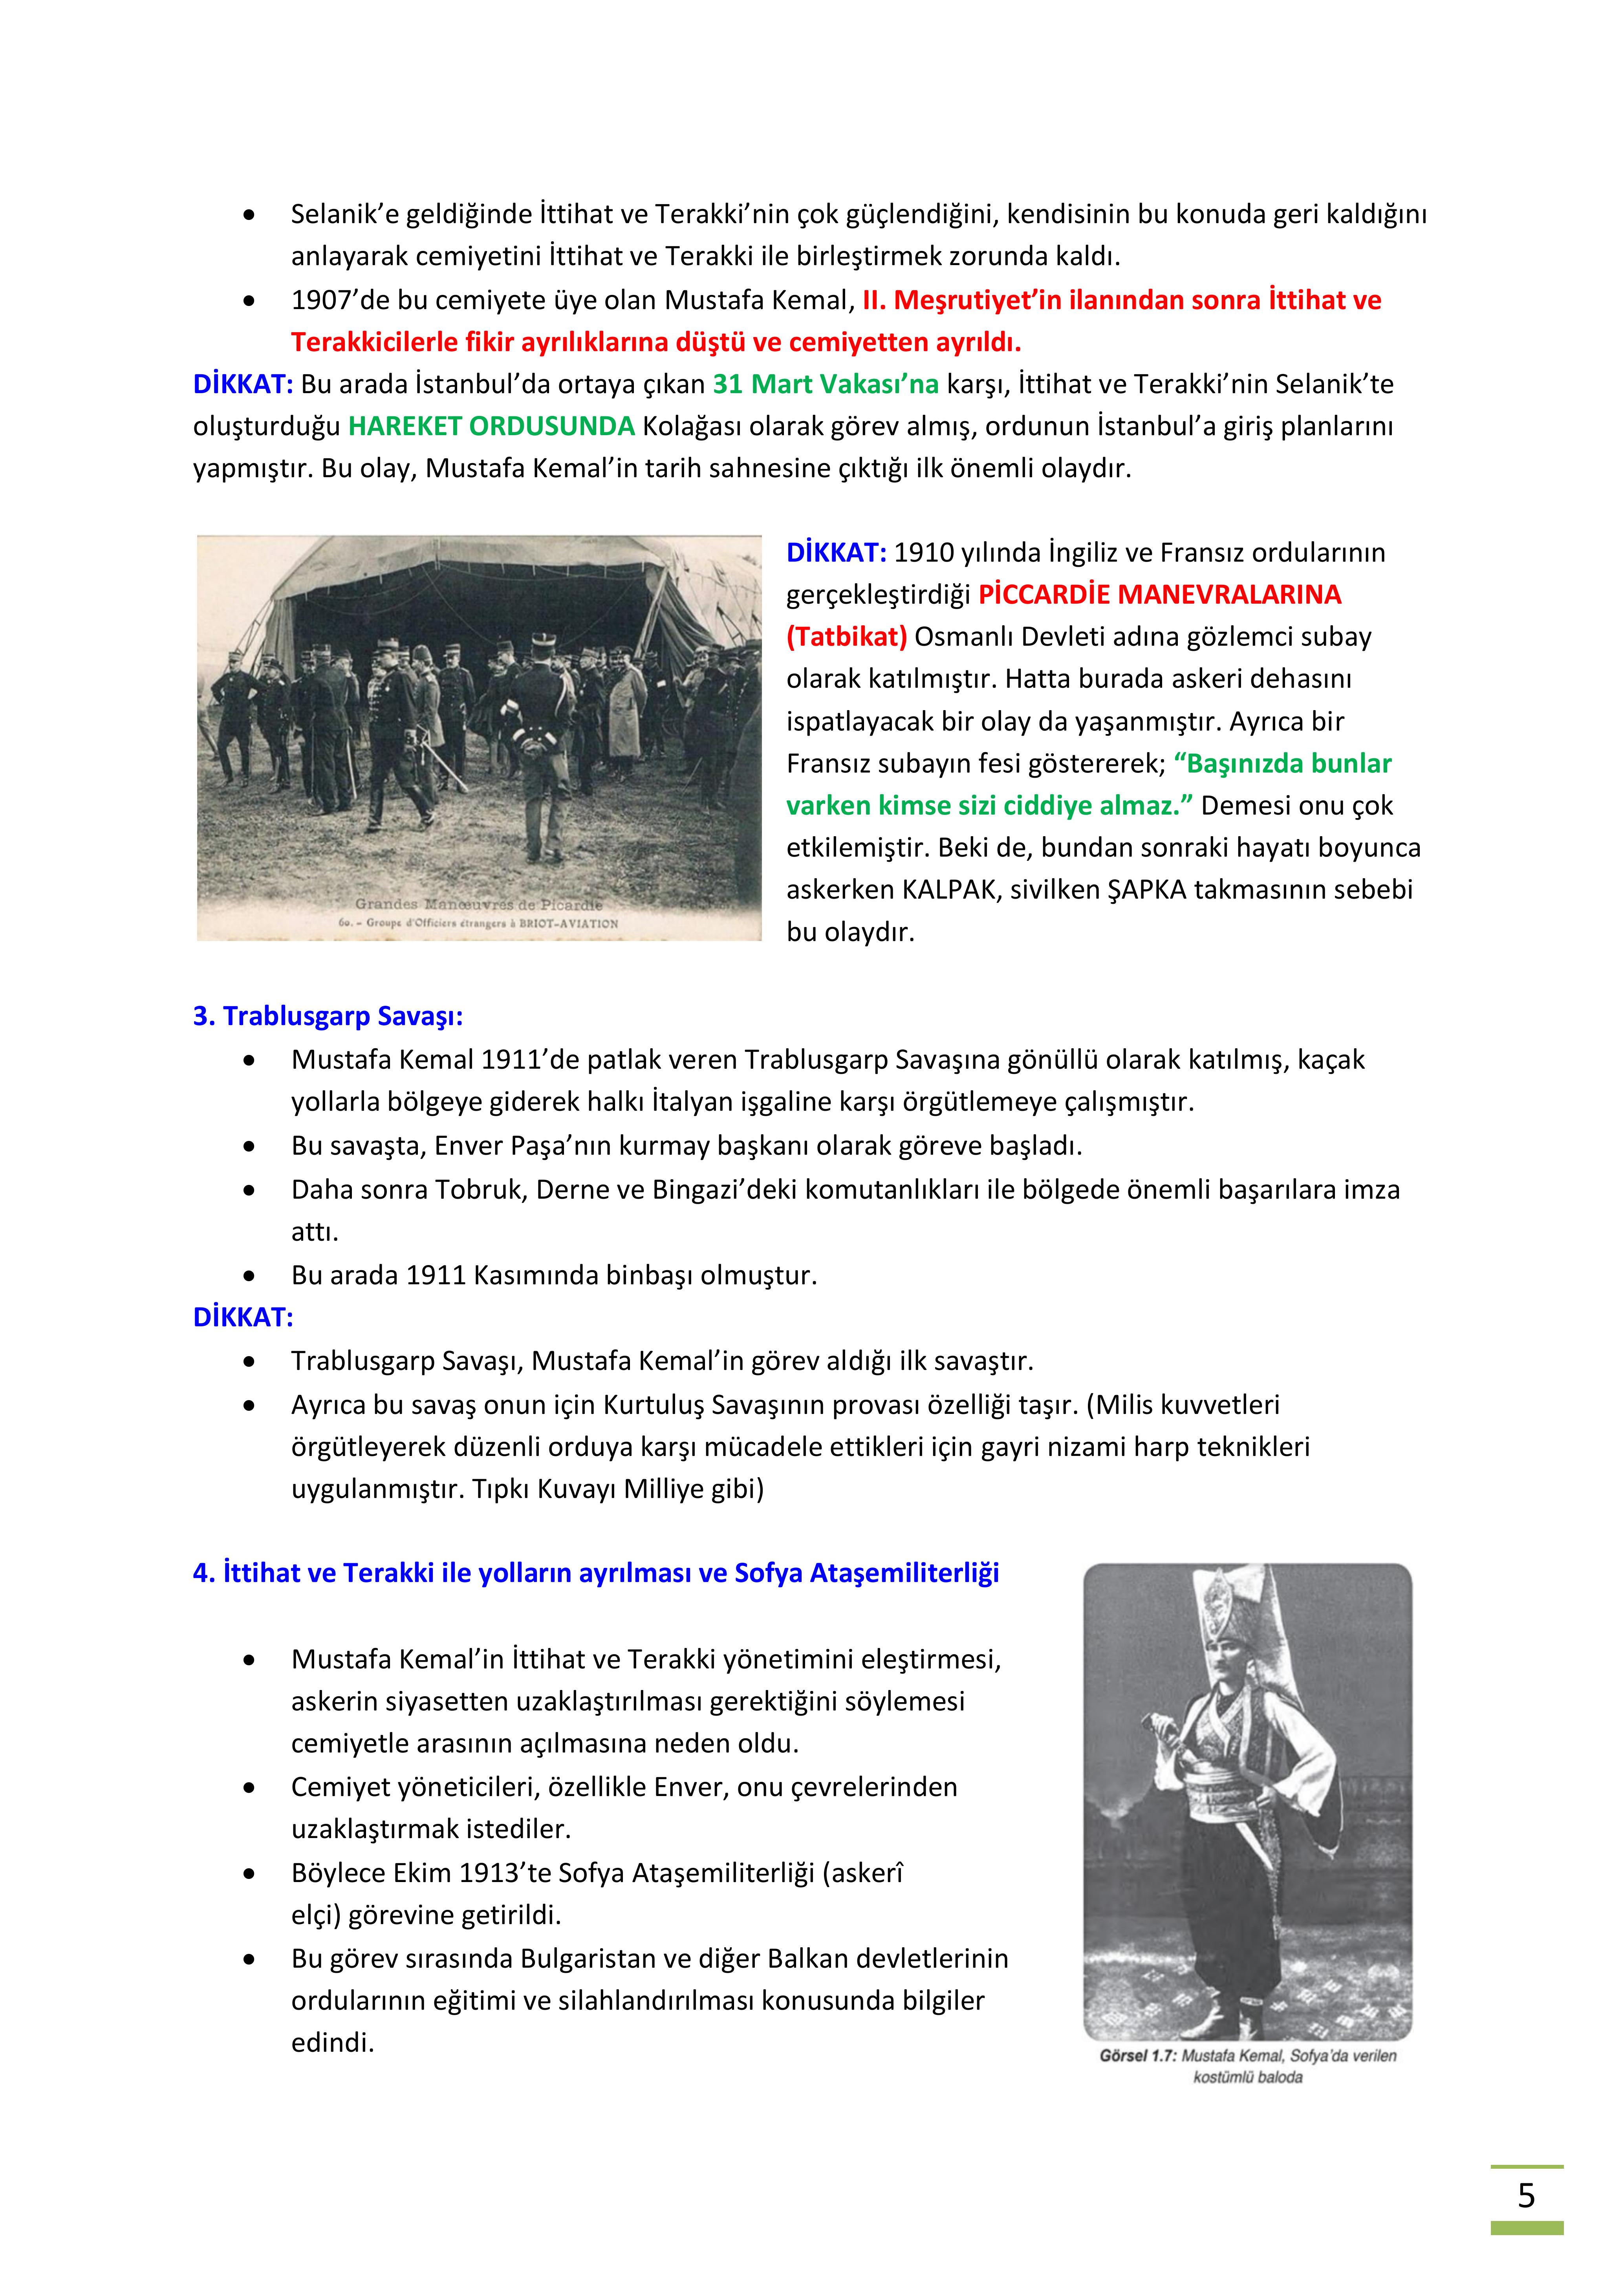 • Selanik’e geldiğinde İttihat ve Terakki’nin çok güçlendiğini, kendisinin bu konuda geri kaldığını
anlayarak cemiyetini İttihat ve Terakki ile birleştirmek zorunda kaldı.
• 1907’de bu cemiyete üye olan Mustafa Kemal, II. Meşrutiyet’in ilanından sonra İttihat ve
Terakkicilerle fikir ayrılıklarına düştü ve cemiyetten ayrıldı.
DİKKAT: Bu arada İstanbul’da ortaya çıkan 31 Mart Vakası’na karşı, İttihat ve Terakki’nin Selanik’te
oluşturduğu HAREKET ORDUSUNDA Kolağası olarak görev almış, ordunun İstanbul’a giriş planlarını
yapmıştır. Bu olay, Mustafa Kemal’in tarih sahnesine çıktığı ilk önemli olaydır.
Grandes Manœuvres de Picardie
60. - Groupe d'Officiers étrangers à BRIOT-AVIATION
DİKKAT: 1910 yılında İngiliz ve Fransız ordularının
gerçekleştirdiği PİCCARDİE MANEVRALARINA
(Tatbikat) Osmanlı Devleti adına gözlemci subay
olarak katılmıştır. Hatta burada askeri dehasını
ispatlayacak bir olay da yaşanmıştır. Ayrıca bir
Fransız subayın fesi göstererek; “Başınızda bunlar
varken kimse sizi ciddiye almaz.” Demesi onu çok
etkilemiştir. Beki de, bundan sonraki hayatı boyunca
askerken KALPAK, sivilken ŞAPKA takmasının sebebi
bu olaydır.
3. Trablusgarp Savaşı:
• Mustafa Kemal 1911’de patlak veren Trablusgarp Savaşına gönüllü olarak katılmış, kaçak
yollarla bölgeye giderek halkı İtalyan işgaline karşı örgütlemeye çalışmıştır.
• Bu savaşta, Enver Paşa’nın kurmay başkanı olarak göreve başladı.
• Daha sonra Tobruk, Derne ve Bingazi’deki komutanlıkları ile bölgede önemli başarılara imza
attı.
• Bu arada 1911 Kasımında binbaşı olmuştur.
DİKKAT:
• Trablusgarp Savaşı, Mustafa Kemal’in görev aldığı ilk savaştır.
• Ayrıca bu savaş onun için Kurtuluş Savaşının provası özelliği taşır. (Milis kuvvetleri
örgütleyerek düzenli orduya karşı mücadele ettikleri için gayri nizami harp teknikleri
uygulanmıştır. Tıpkı Kuvayı Milliye gibi)
4. İttihat ve Terakki ile yolların ayrılması ve Sofya Ataşemiliterliği
• Mustafa Kemal’in İttihat ve Terakki yönetimini eleştirmesi,
askerin siyasetten uzaklaştırılması gerektiğini söylemesi
cemiyetle arasının açılmasına neden oldu.
• Cemiyet yöneticileri, özellikle Enver, onu çevrelerinden
uzaklaştırmak istediler.
• Böylece Ekim 1913’te Sofya Ataşemiliterliği (askerî
elçi) görevine getirildi.
• Bu görev sırasında Bulgaristan ve diğer Balkan devletlerinin
ordularının eğitimi ve silahlandırılması konusunda bilgiler
edindi.
Görsel 1.7: Mustafa Kemal, Sofya’da verilen
kostümlü baloda
5